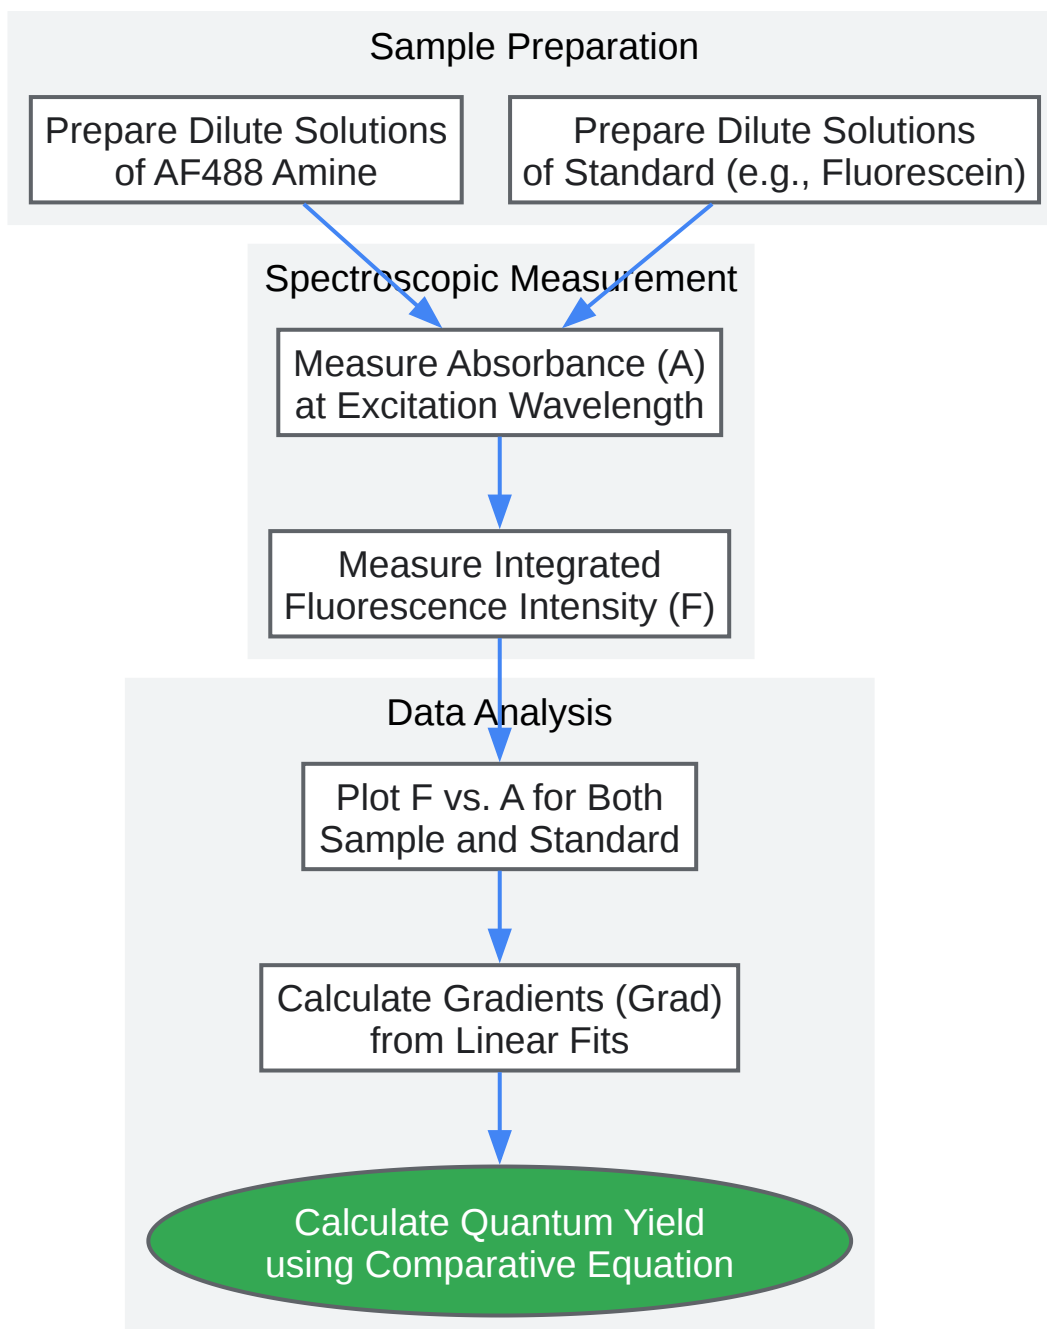 Sample Preparation
Prepare Dilute Solutions
of AF488 Amine
Prepare Dilute Solutions
of Standard (e.g., Fluorescein)
Spectroscopic Measurement
Measure Absorbance (A)
at Excitation Wavelength
Measure Integrated
Fluorescence Intensity (F)
Data Analysis
Plot F vs. A for Both
Sample and Standard
Calculate Gradients (Grad)
from Linear Fits
Calculate Quantum Yield
using Comparative Equation